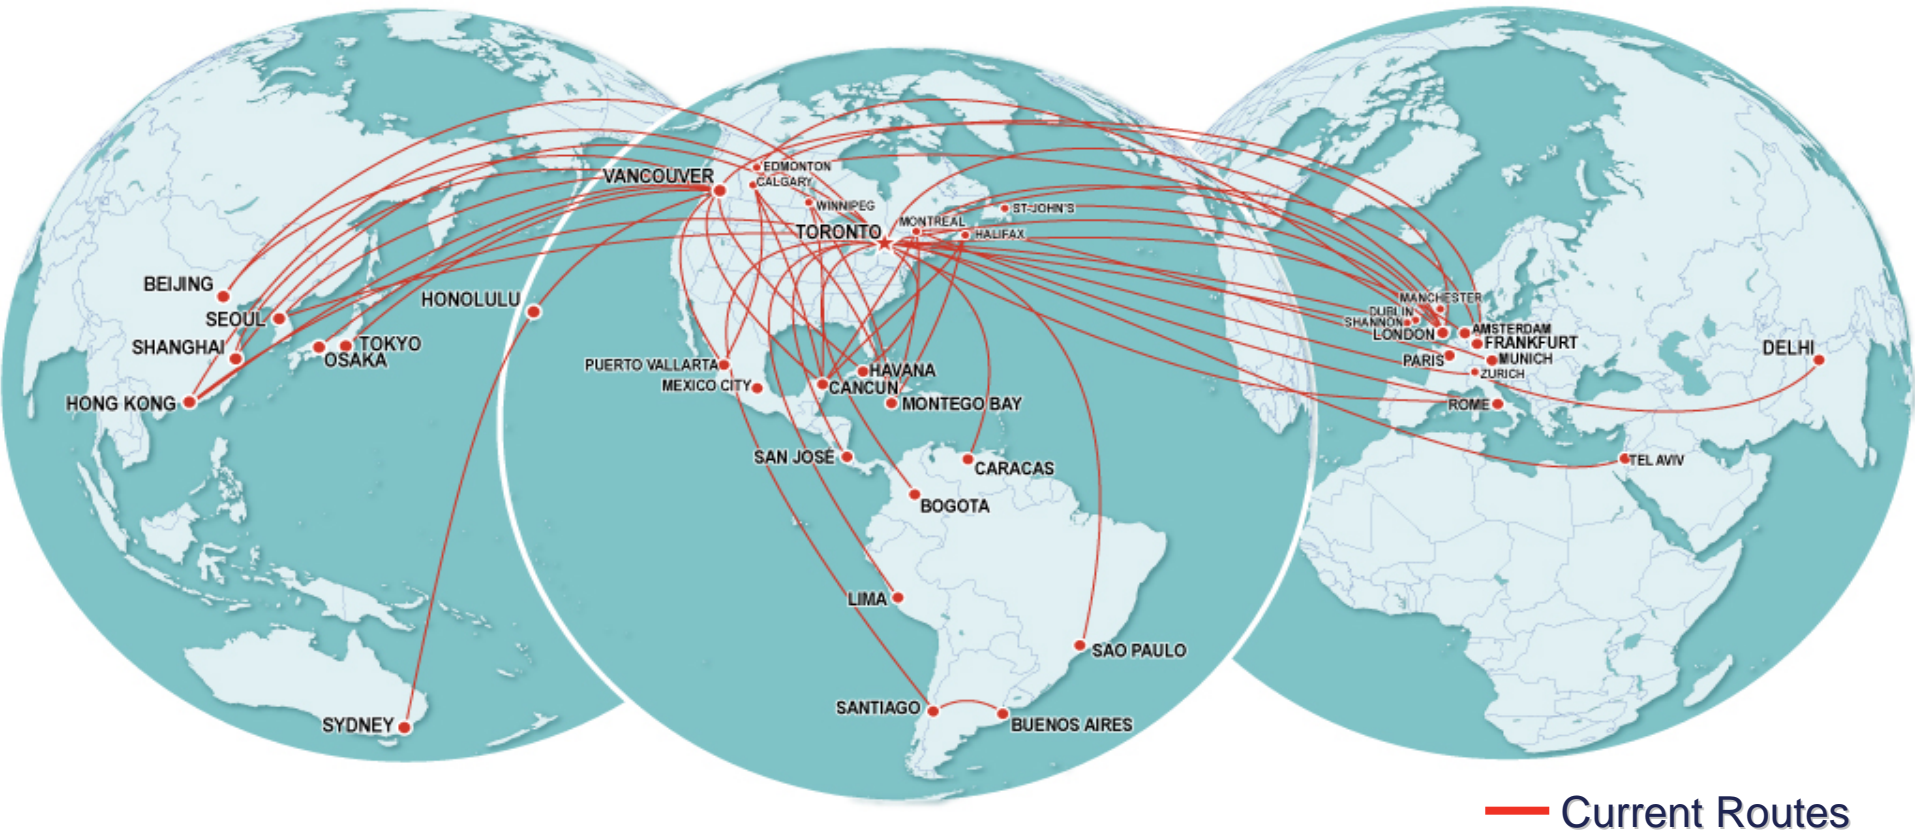 EDMONTON
VANCOUVER
CALGARY
WINNIPEG
ST-JOHN'S
MONTREAL
TORONTO
HALIFAX
BEIJING
HONOLULU
SEOUL
SHANGHAI
TOKYO
OSAKA
HONG KONG
SYDNEY
PUERTO VALLARTA
MEXICO CITY
HAVANA
CANCUN
MONTEGO BAY
SAN JOSÉ
CARACAS
BOGOTA
LIMA
SAO PAULO
SANTIAGO
BUENOS AIRES
MANCHESTER
DUBLIN
SHANNON
LONDON
AMSTERDAM
FRANKFURT
PARIS
MUNICH
ZURICH
ROME
DELHI
TEL AVIV
Current Routes